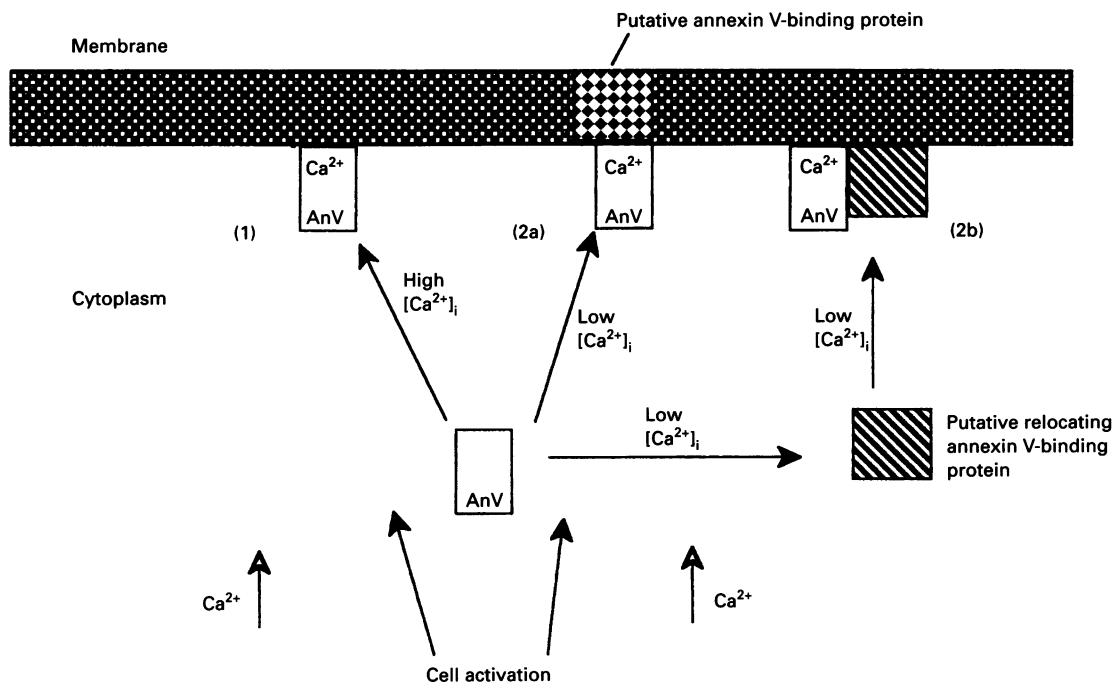 Putative annexin V-binding protein
Membrane
Ca²⁺
AnV
Ca²⁺
AnV
Ca²⁺
AnV
(1)
(2a)
(2b)
Cytoplasm
High
[Ca²⁺]ᵢ
Low
[Ca²⁺]ᵢ
Low
[Ca²⁺]ᵢ
Low
[Ca²⁺]ᵢ
AnV
Putative relocating
annexin V-binding
protein
Ca²⁺
Ca²⁺
Cell activation